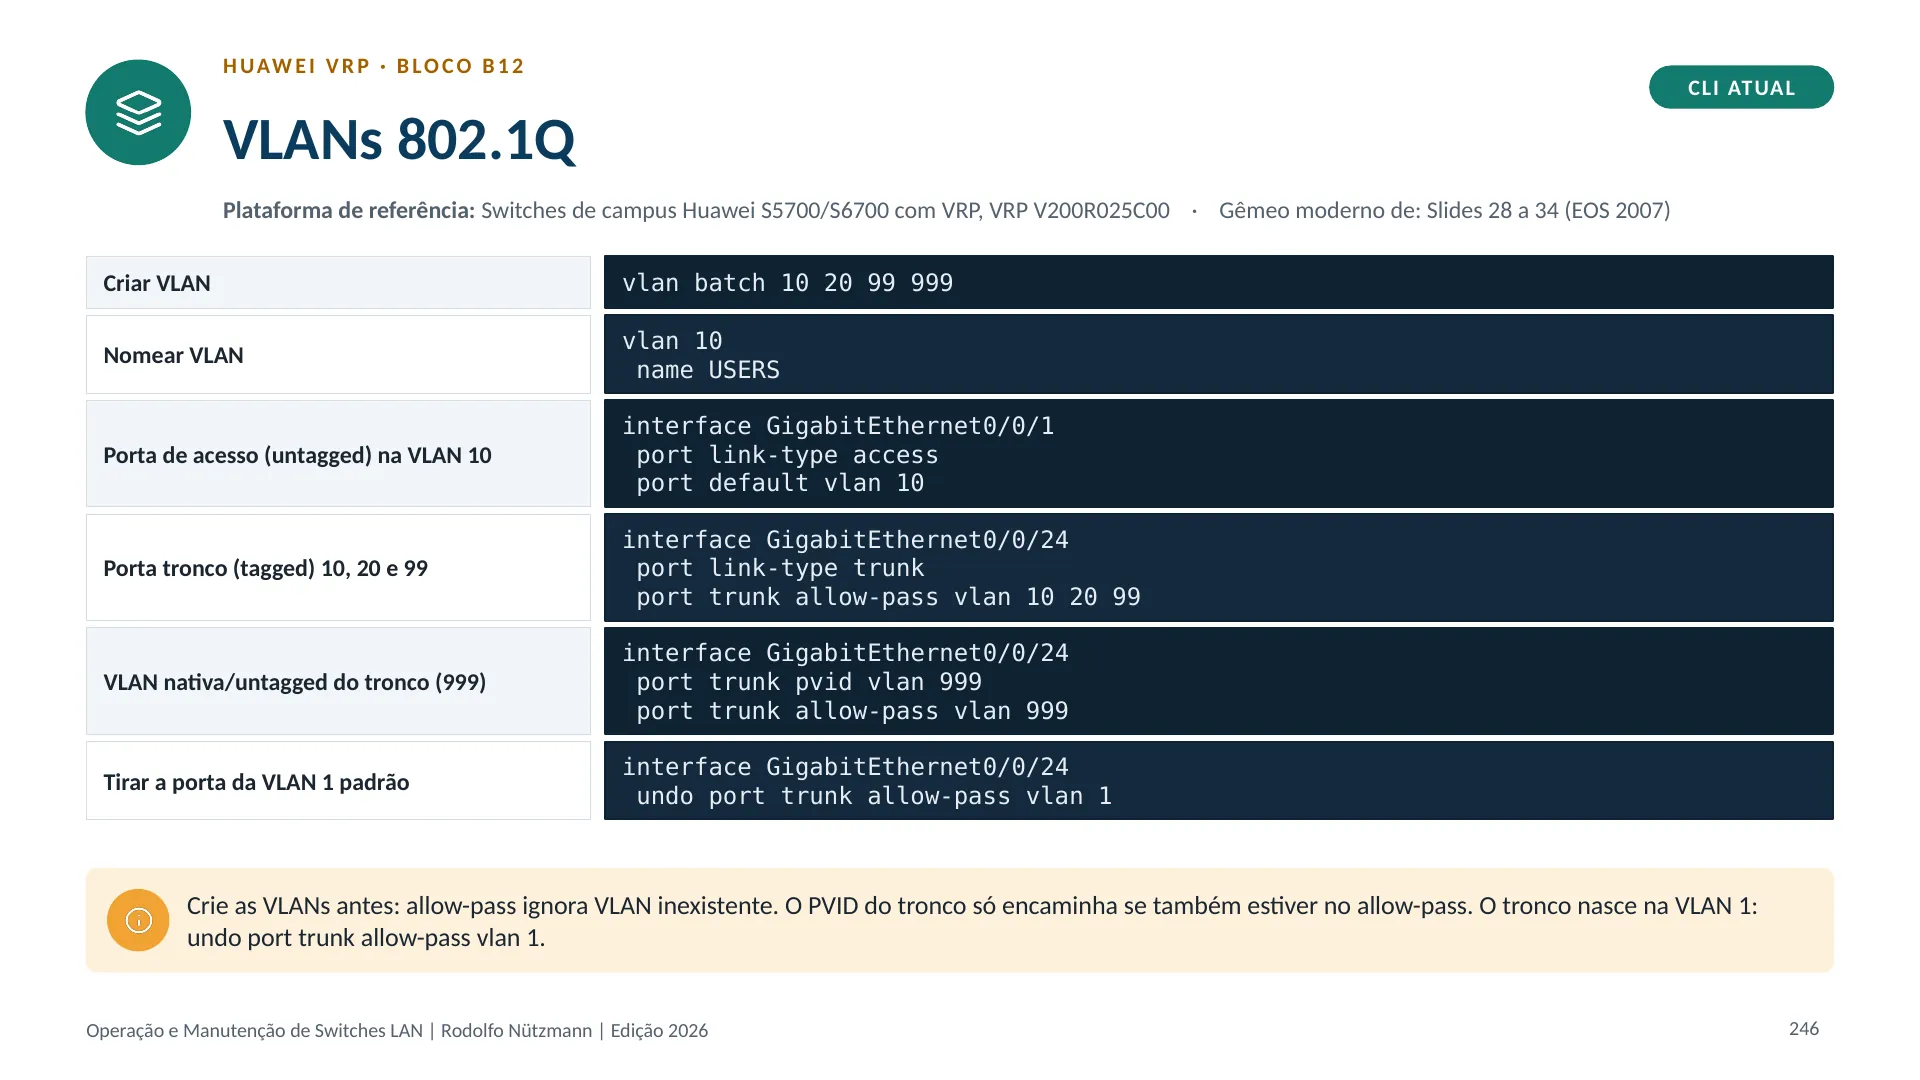 HUAWEI VRP · BLOCO B12
CLI ATUAL
VLANs 802.1Q
Plataforma de referência: Switches de campus Huawei S5700/S6700 com VRP, VRP V200R025C00 · Gêmeo moderno de: Slides 28 a 34 (EOS 2007)
Criar VLAN
vlan batch 10 20 99 999
Nomear VLAN
vlan 10
 name USERS
Porta de acesso (untagged) na VLAN 10
interface GigabitEthernet0/0/1
 port link-type access
 port default vlan 10
Porta tronco (tagged) 10, 20 e 99
interface GigabitEthernet0/0/24
 port link-type trunk
 port trunk allow-pass vlan 10 20 99
VLAN nativa/untagged do tronco (999)
interface GigabitEthernet0/0/24
 port trunk pvid vlan 999
 port trunk allow-pass vlan 999
Tirar a porta da VLAN 1 padrão
interface GigabitEthernet0/0/24
 undo port trunk allow-pass vlan 1
Crie as VLANs antes: allow-pass ignora VLAN inexistente. O PVID do tronco só encaminha se também estiver no allow-pass. O tronco nasce na VLAN 1:
undo port trunk allow-pass vlan 1.
Operação e Manutenção de Switches LAN | Rodolfo Nützmann | Edição 2026
246